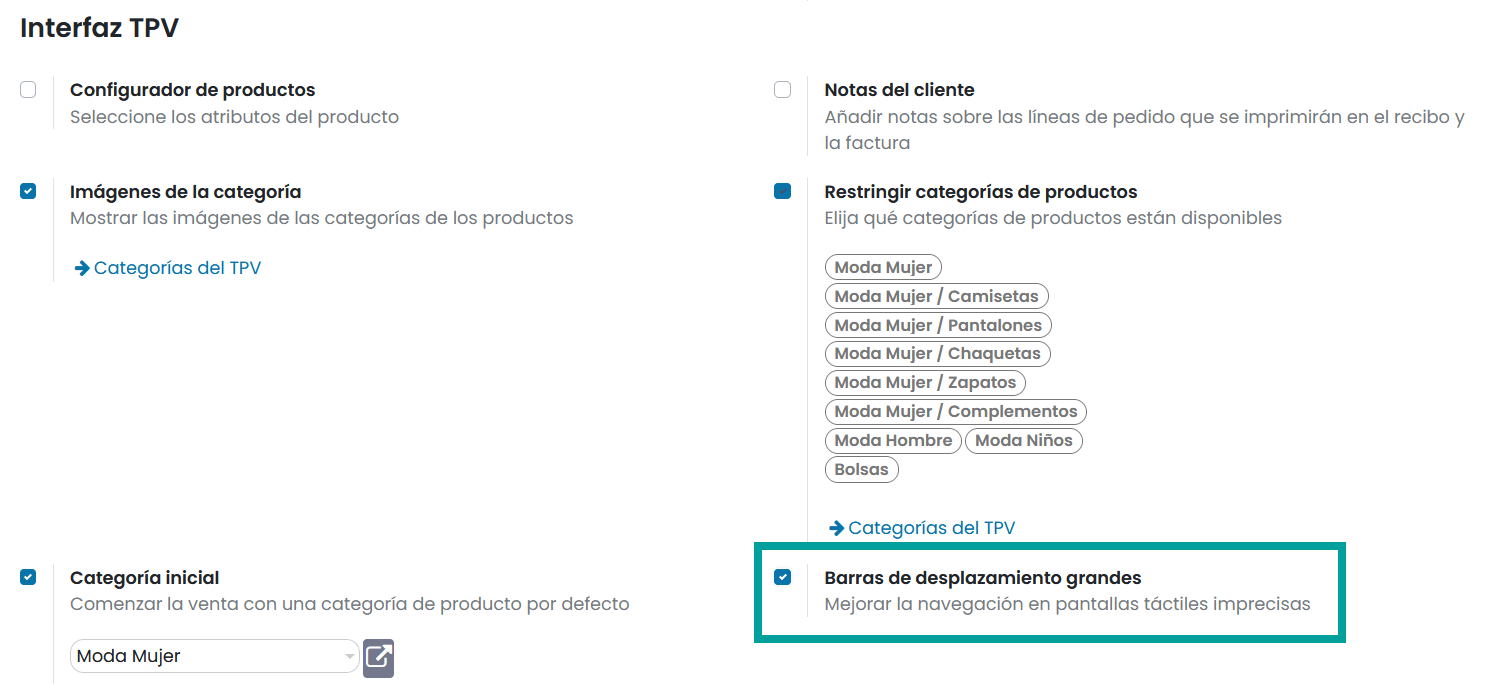 Interfaz TPV
Configurador de productos
Seleccione los atributos del producto
Notas del cliente
Añadir notas sobre las líneas de pedido que se imprimirán en el recibo y
la factura
Imágenes de la categoría
Mostrar las imágenes de las categorías de los productos
Categorías del TPV
Restringir categorías de productos
Elija qué categorías de productos están disponibles
Moda Mujer
Moda Mujer / Camisetas
Moda Mujer / Pantalones
Moda Mujer / Chaquetas
Moda Mujer / Zapatos
Moda Mujer / Complementos
Moda Hombre Moda Niños
Bolsas
Categorías del TPV
Categoría inicial
Comenzar la venta con una categoría de producto por defecto
Moda Mujer
Barras de desplazamiento grandes
Mejorar la navegación en pantallas táctiles imprecisas